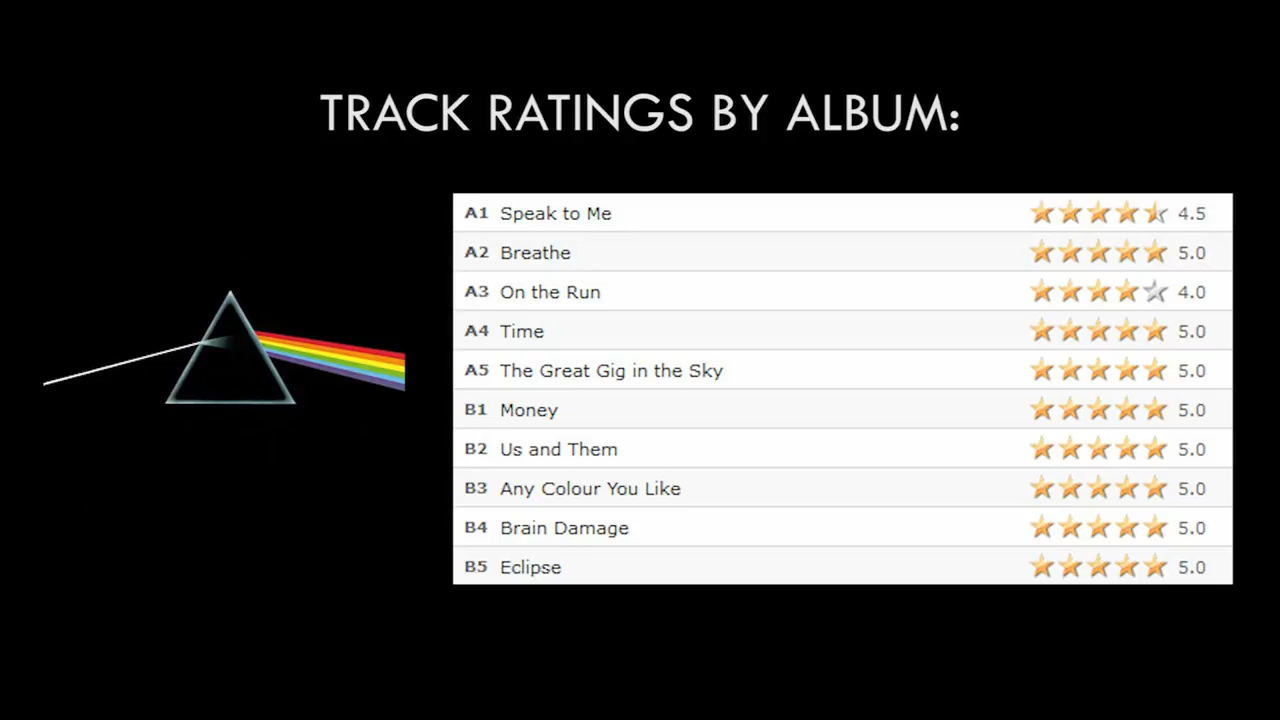 TRACK RATINGS BY ALBUM:
A1 Speak to Me 4.5
A2 Breathe 5.0
A3 On the Run 4.0
A4 Time 5.0
A5 The Great Gig in the Sky 5.0
B1 Money 5.0
B2 Us and Them 5.0
B3 Any Colour You Like 5.0
B4 Brain Damage 5.0
B5 Eclipse 5.0